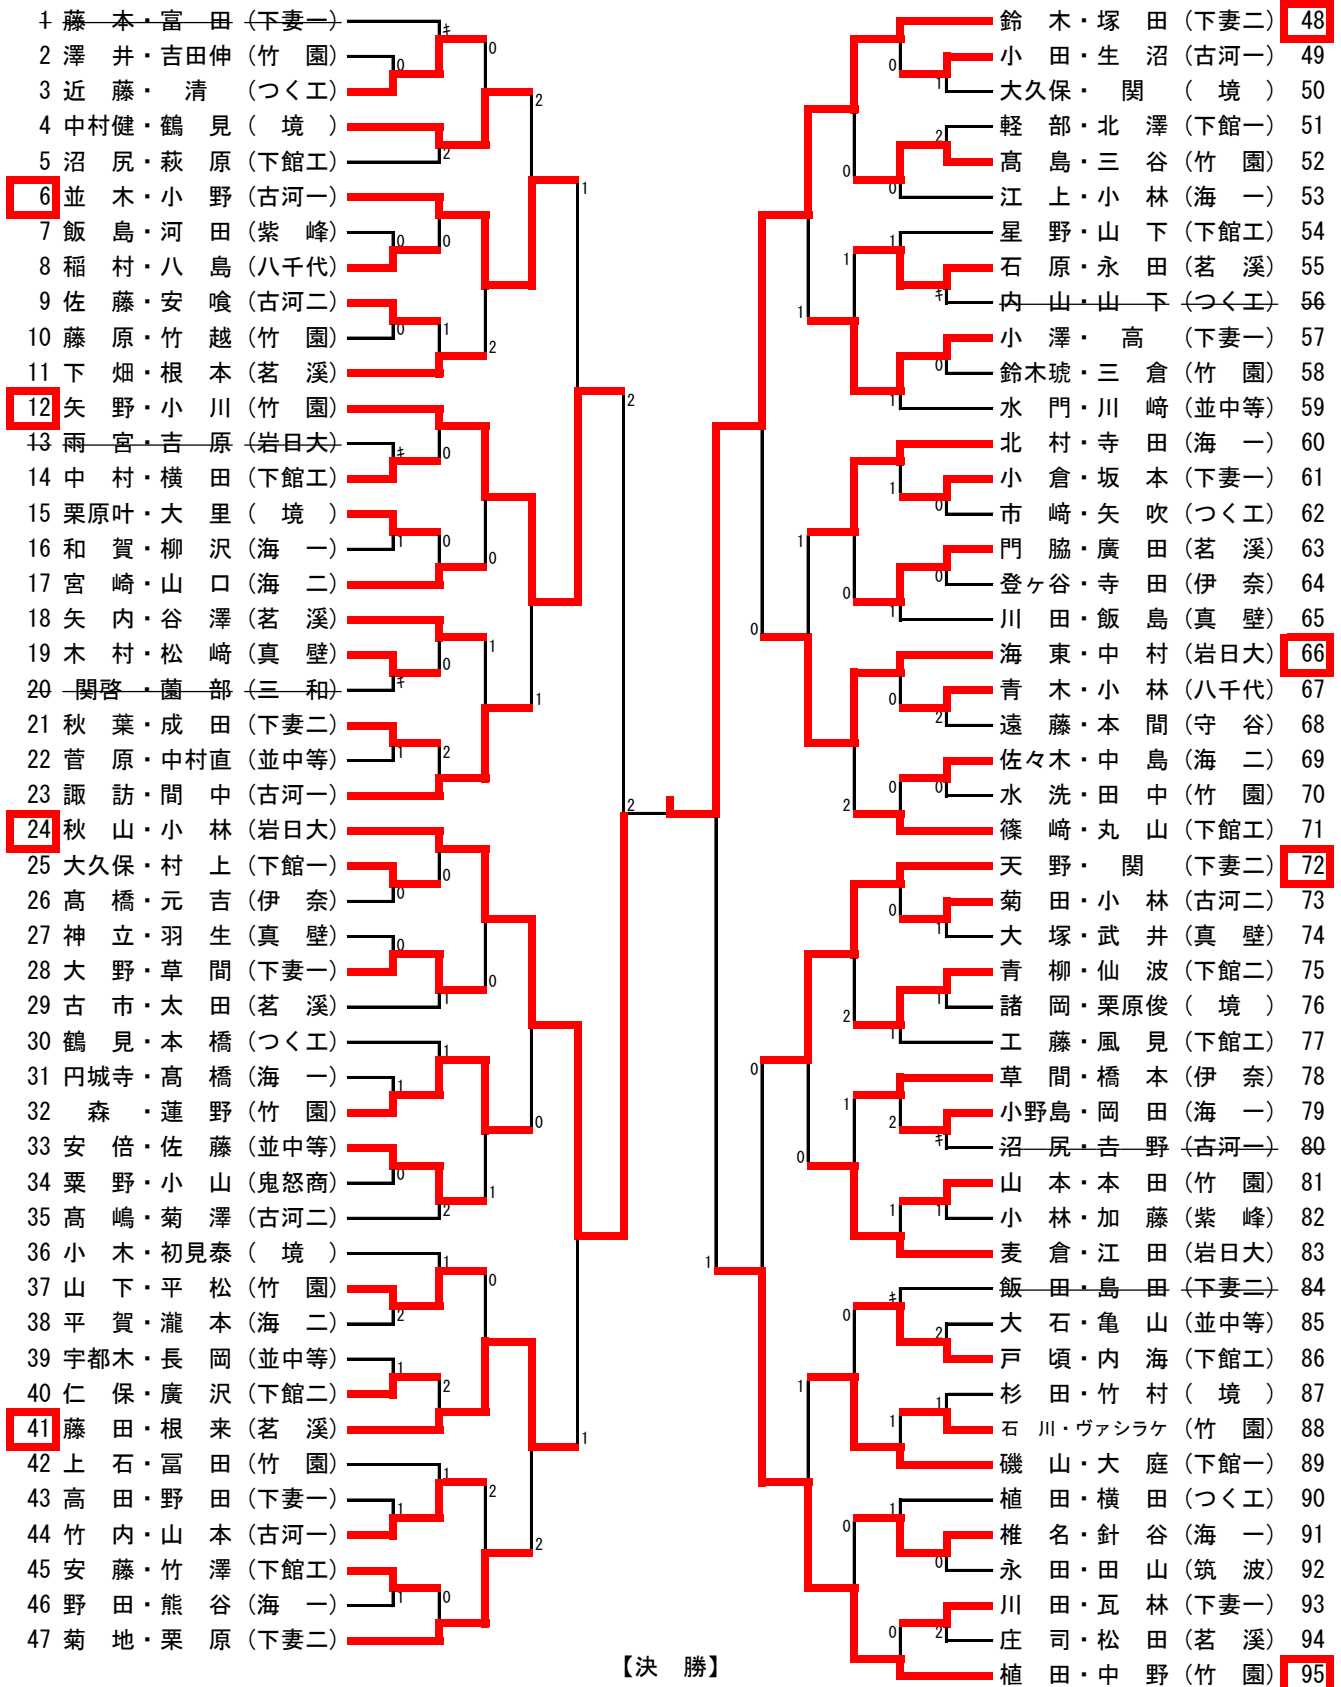 1 藤 本・富 田 (下妻一)
2 澤 井・吉田伸 (竹 園)
3 近 藤・ 清 (つくエ)
4 中村健・鶴 見 ( 境 )
5 沼 尻・萩 原 (下館工)
6 並 木・小 野 (古河一)
7 飯 島・河 田 (紫 峰)
8 稲 村・八 島 (八千代)
9 佐 藤・安 喰 (古河二)
10 藤 原・竹 越 (竹 園)
11 下 畑・根 本 (茗 溪)
12 矢 野・小 川 (竹 園)
13 雨 宮・吉 原 (岩日大)
14 中 村・横 田 (下館工)
15 栗原叶・大 里 ( 境 )
16 和 賀・柳 沢 (海 一)
17 宮 崎・山 口 (海 二)
18 矢 内・谷 澤 (茗 溪)
19 木 村・松 﨑 (真 壁)
20 関啓 ・薗 部 (三 和)
21 秋 葉・成 田 (下妻二)
22 菅 原・中村直 (並中等)
23 諏 訪・間 中 (古河一)
24 秋 山・小 林 (岩日大)
25 大久保・村 上 (下館一)
26 髙 橋・元 吉 (伊 奈)
27 神 立・羽 生 (真 壁)
28 大 野・草 間 (下妻一)
29 古 市・太 田 (茗 溪)
30 鶴 見・本 橋 (つく工)
31 円城寺・髙 橋 (海 一)
32 森 ・蓮 野 (竹 園)
33 安 倍・佐 藤 (並中等)
34 粟 野・小 山 (鬼怒商)
35 髙 嶋・菊 澤 (古河二)
36 小 木・初見泰 ( 境 )
37 山 下・平 松 (竹 園)
38 平 賀・瀧 本 (海 二)
39 宇都木・長 岡 (並中等)
40 仁 保・廣 沢 (下館二)
41 藤 田・根 来 (茗 溪)
42 上 石・冨 田 (竹 園)
43 高 田・野 田 (下妻一)
44 竹 内・山 本 (古河一)
45 安 藤・竹 澤 (下館工)
46 野 田・熊 谷 (海 一)
47 菊 地・栗 原 (下妻二)
鈴 木・塚 田 (下妻二) 48
小 田・生 沼 (古河一) 49
大久保・ 関 ( 境 ) 50
軽 部・北 澤 (下館一) 51
髙 島・三 谷 (竹 園) 52
江 上・小 林 (海 一) 53
星 野・山 下 (下館工) 54
石 原・永 田 (茗 溪) 55
内 山・山 下 (つく工) 56
小 澤・ 高 (下妻一) 57
鈴木琥・三 倉 (竹 園) 58
水 門・川 﨑 (並中等) 59
北 村・寺 田 (海 一) 60
小 倉・坂 本 (下妻一) 61
市 﨑・矢 吹 (つく工) 62
門 脇・廣 田 (茗 溪) 63
登ヶ谷・寺 田 (伊 奈) 64
川 田・飯 島 (真 壁) 65
海 東・中 村 (岩日大) 66
青 木・小 林 (八千代) 67
遠 藤・本 間 (守 谷) 68
佐々木・中 島 (海 二) 69
水 洗・田 中 (竹 園) 70
篠 﨑・丸 山 (下館工) 71
天 野・ 関 (下妻二) 72
菊 田・小 林 (古河二) 73
大 塚・武 井 (真 壁) 74
青 柳・仙 波 (下館二) 75
諸 岡・栗原俊 ( 境 ) 76
工 藤・風 見 (下館工) 77
草 間・橋 本 (伊 奈) 78
小野島・岡 田 (海 一) 79
沼 尻・吉 野 (古河一) 80
山 本・本 田 (竹 園) 81
小 林・加 藤 (紫 峰) 82
麦 倉・江 田 (岩日大) 83
飯 田・島 田 (下妻二) 84
大 石・亀 山 (並中等) 85
戸 頃・内 海 (下館工) 86
杉 田・竹 村 ( 境 ) 87
石 川・ヴァシラケ (竹 園) 88
磯 山・大 庭 (下館一) 89
植 田・横 田 (つく工) 90
椎 名・針 谷 (海 一) 91
永 田・田 山 (筑 波) 92
川 田・瓦 林 (下妻一) 93
庄 司・松 田 (茗 溪) 94
植 田・中 野 (竹 園) 95
【決 勝】